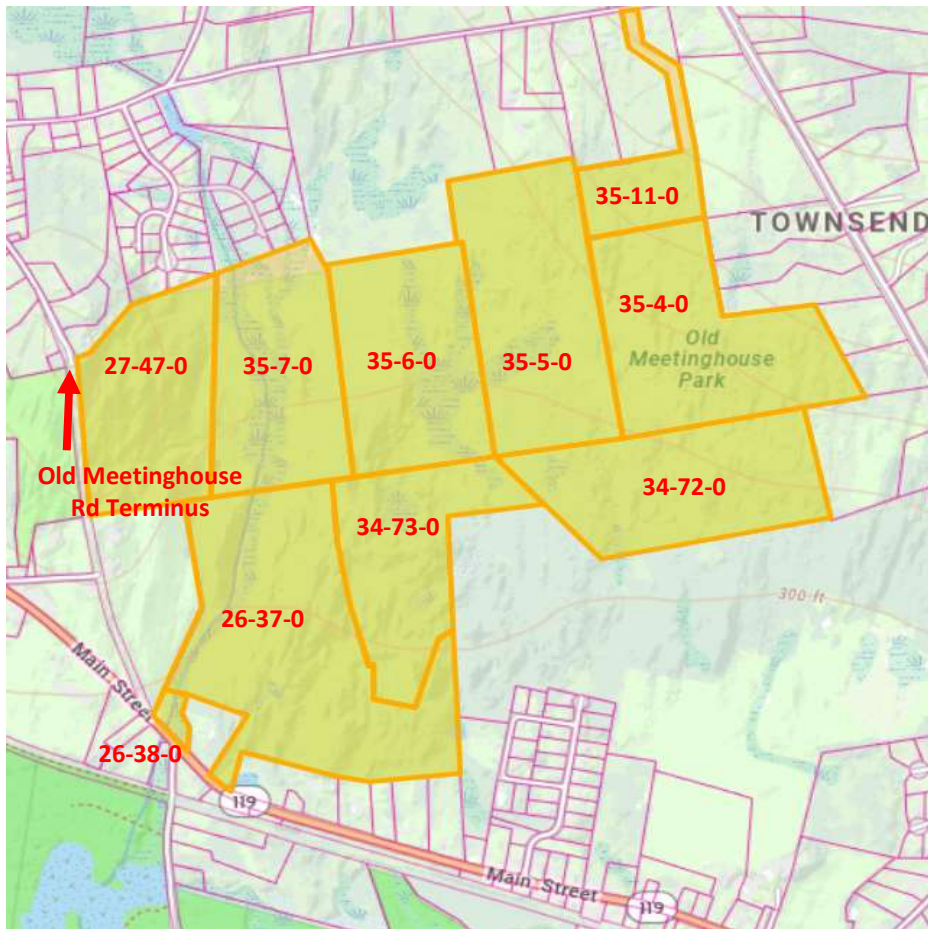 35-11-0
TOWNSEND
35-4-0
Old
Meetinghouse
Park
27-47-0
35-7-0
35-6-0
35-5-0
Old Meetinghouse
Rd Terminus
34-72-0
34-73-0
300 ft
26-37-0
Main Street
26-38-0
119
Main Street
119